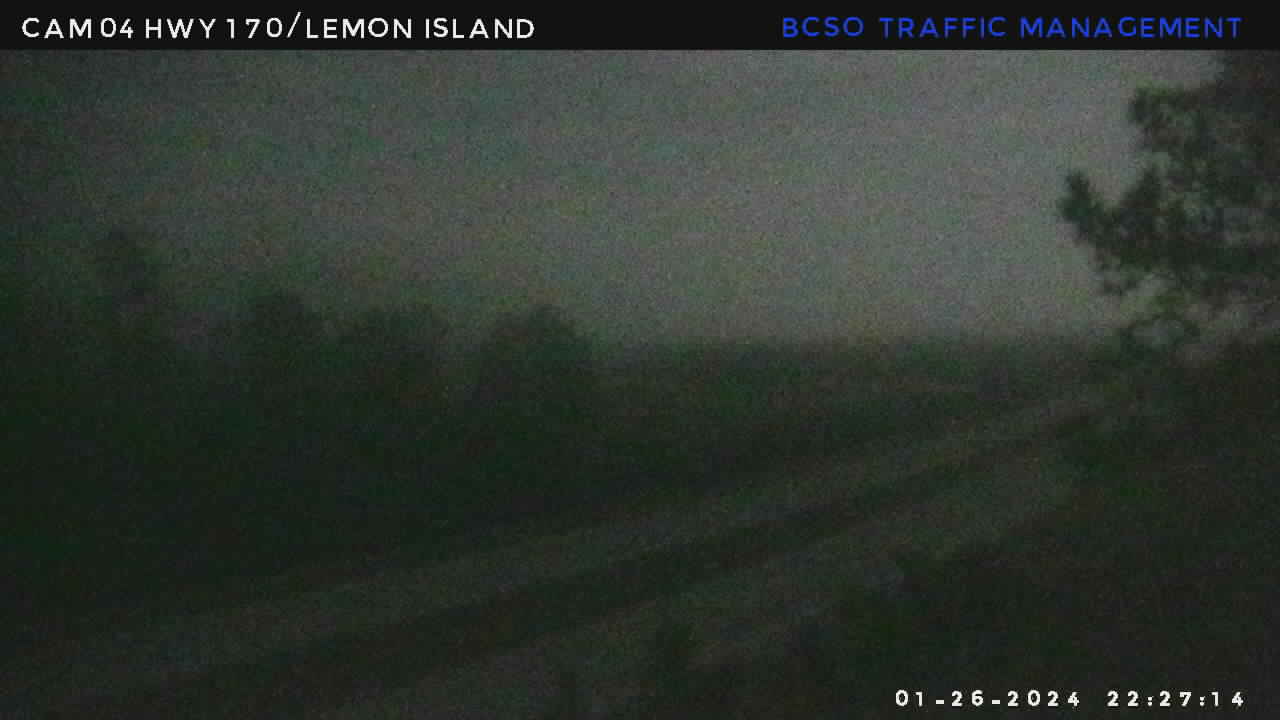 CAM04 HWY 170/LEMON ISLAND
BCSO TRAFFIC MANAGEMENT
01-26-2024 22:27:14